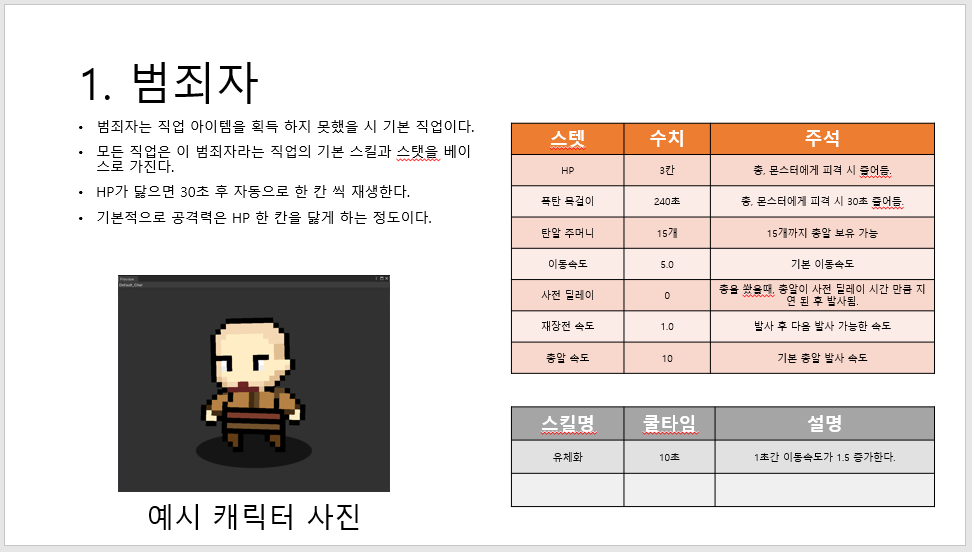 1. 범죄자
• 범죄자는 직업 아이템을 획득 하지 못했을 시 기본 직업이다.
• 모든 직업은 이 범죄자라는 직업의 기본 스킬과 스탯을 베이
스로 가진다.
• HP가 닳으면 30초 후 자동으로 한 칸 씩 재생한다.
• 기본적으로 공격력은 HP 한 칸을 닳게 하는 정도이다.
Preview
Default_Char
예시 캐릭터 사진
스텟 수치 주석
HP 3칸 총, 몬스터에게 피격 시 줄어듬.
폭탄 목걸이 240초 총, 몬스터에게 피격 시 30초 줄어듬.
탄알 주머니 15개 15개까지 총알 보유 가능
이동속도 5.0 기본 이동속도
사전 딜레이 0 총을 쐈을때, 총알이 사전 딜레이 시간 만큼 지
연 된 후 발사됨.
재장전 속도 1.0 발사 후 다음 발사 가능한 속도
총알 속도 10 기본 총알 발사 속도
스킬명 쿨타임 설명
유체화 10초 1초간 이동속도가 1.5 증가한다.